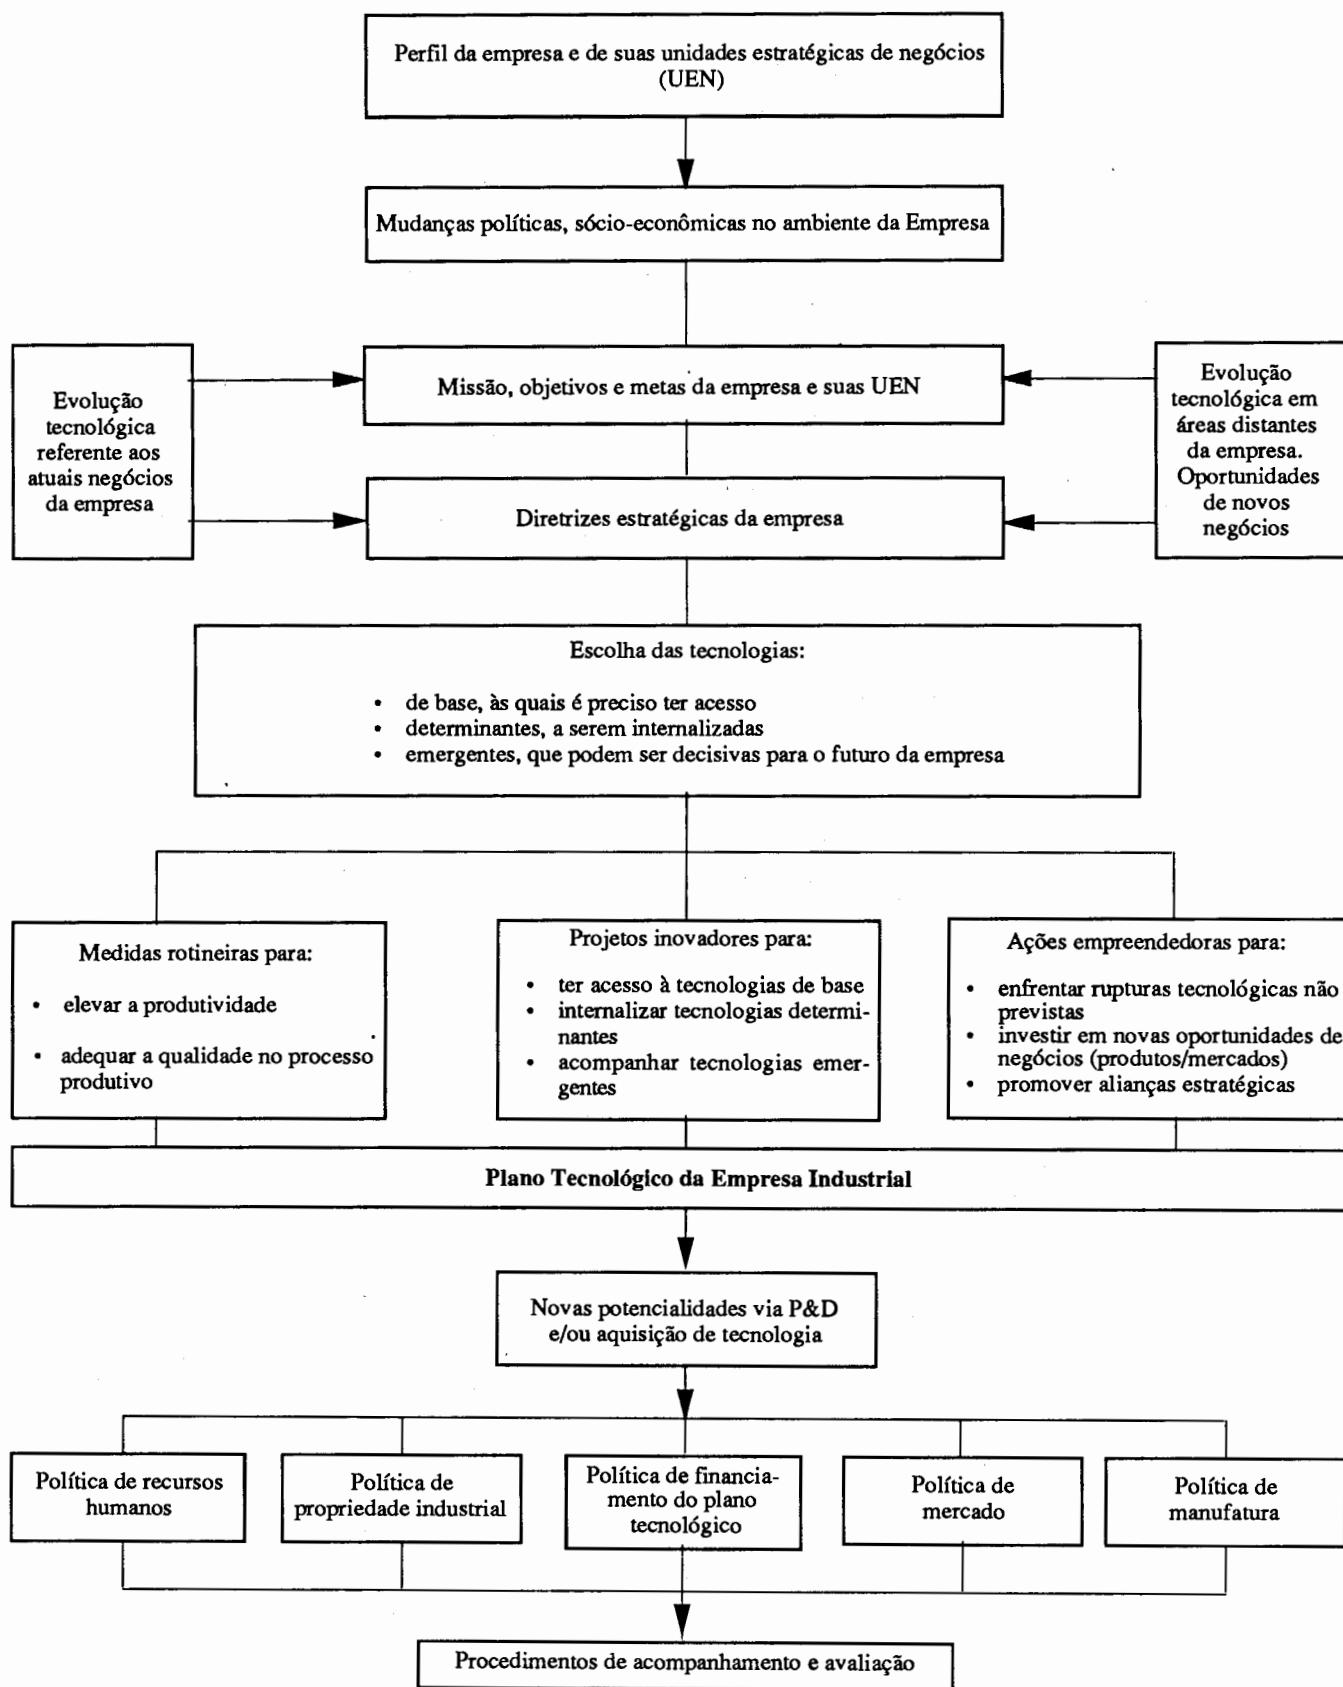 Perfil da empresa e de suas unidades estratégicas de negócios
(UEN)
Mudanças políticas, sócio-econômicas no ambiente da Empresa
Evolução
tecnológica
referente aos
atuais negócios
da empresa
Missão, objetivos e metas da empresa e suas UEN
Diretrizes estratégicas da empresa
Evolução
tecnológica em
áreas distantes
da empresa.
Oportunidades
de novos
negócios
Escolha das tecnologias:
• de base, às quais é preciso ter acesso
• determinantes, a serem internalizadas
• emergentes, que podem ser decisivas para o futuro da empresa
Medidas rotineiras para:
• elevar a produtividade
• adequar a qualidade no processo
produtivo
Projetos inovadores para:
• ter acesso à tecnologias de base
• internalizar tecnologias determi-
nantes
• acompanhar tecnologias emer-
gentes
Ações empreendedoras para:
• enfrentar rupturas tecnológicas não
previstas
• investir em novas oportunidades de
negócios (produtos/mercados)
• promover alianças estratégicas
Plano Tecnológico da Empresa Industrial
Novas potencialidades via P&D
e/ou aquisição de tecnologia
Política de recursos
humanos
Política de
propriedade industrial
Política de financia-
mento do plano
tecnológico
Política de
mercado
Política de
manufatura
Procedimentos de acompanhamento e avaliação